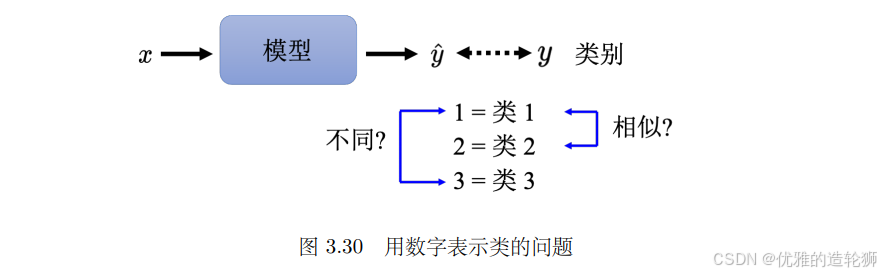 x 模型 ŷ y 类别
1 = 类 1
不同? 2 = 类 2 相似?
3 = 类 3
图 3.30 用数字表示类的问题
CSDN @优雅的造轮狮